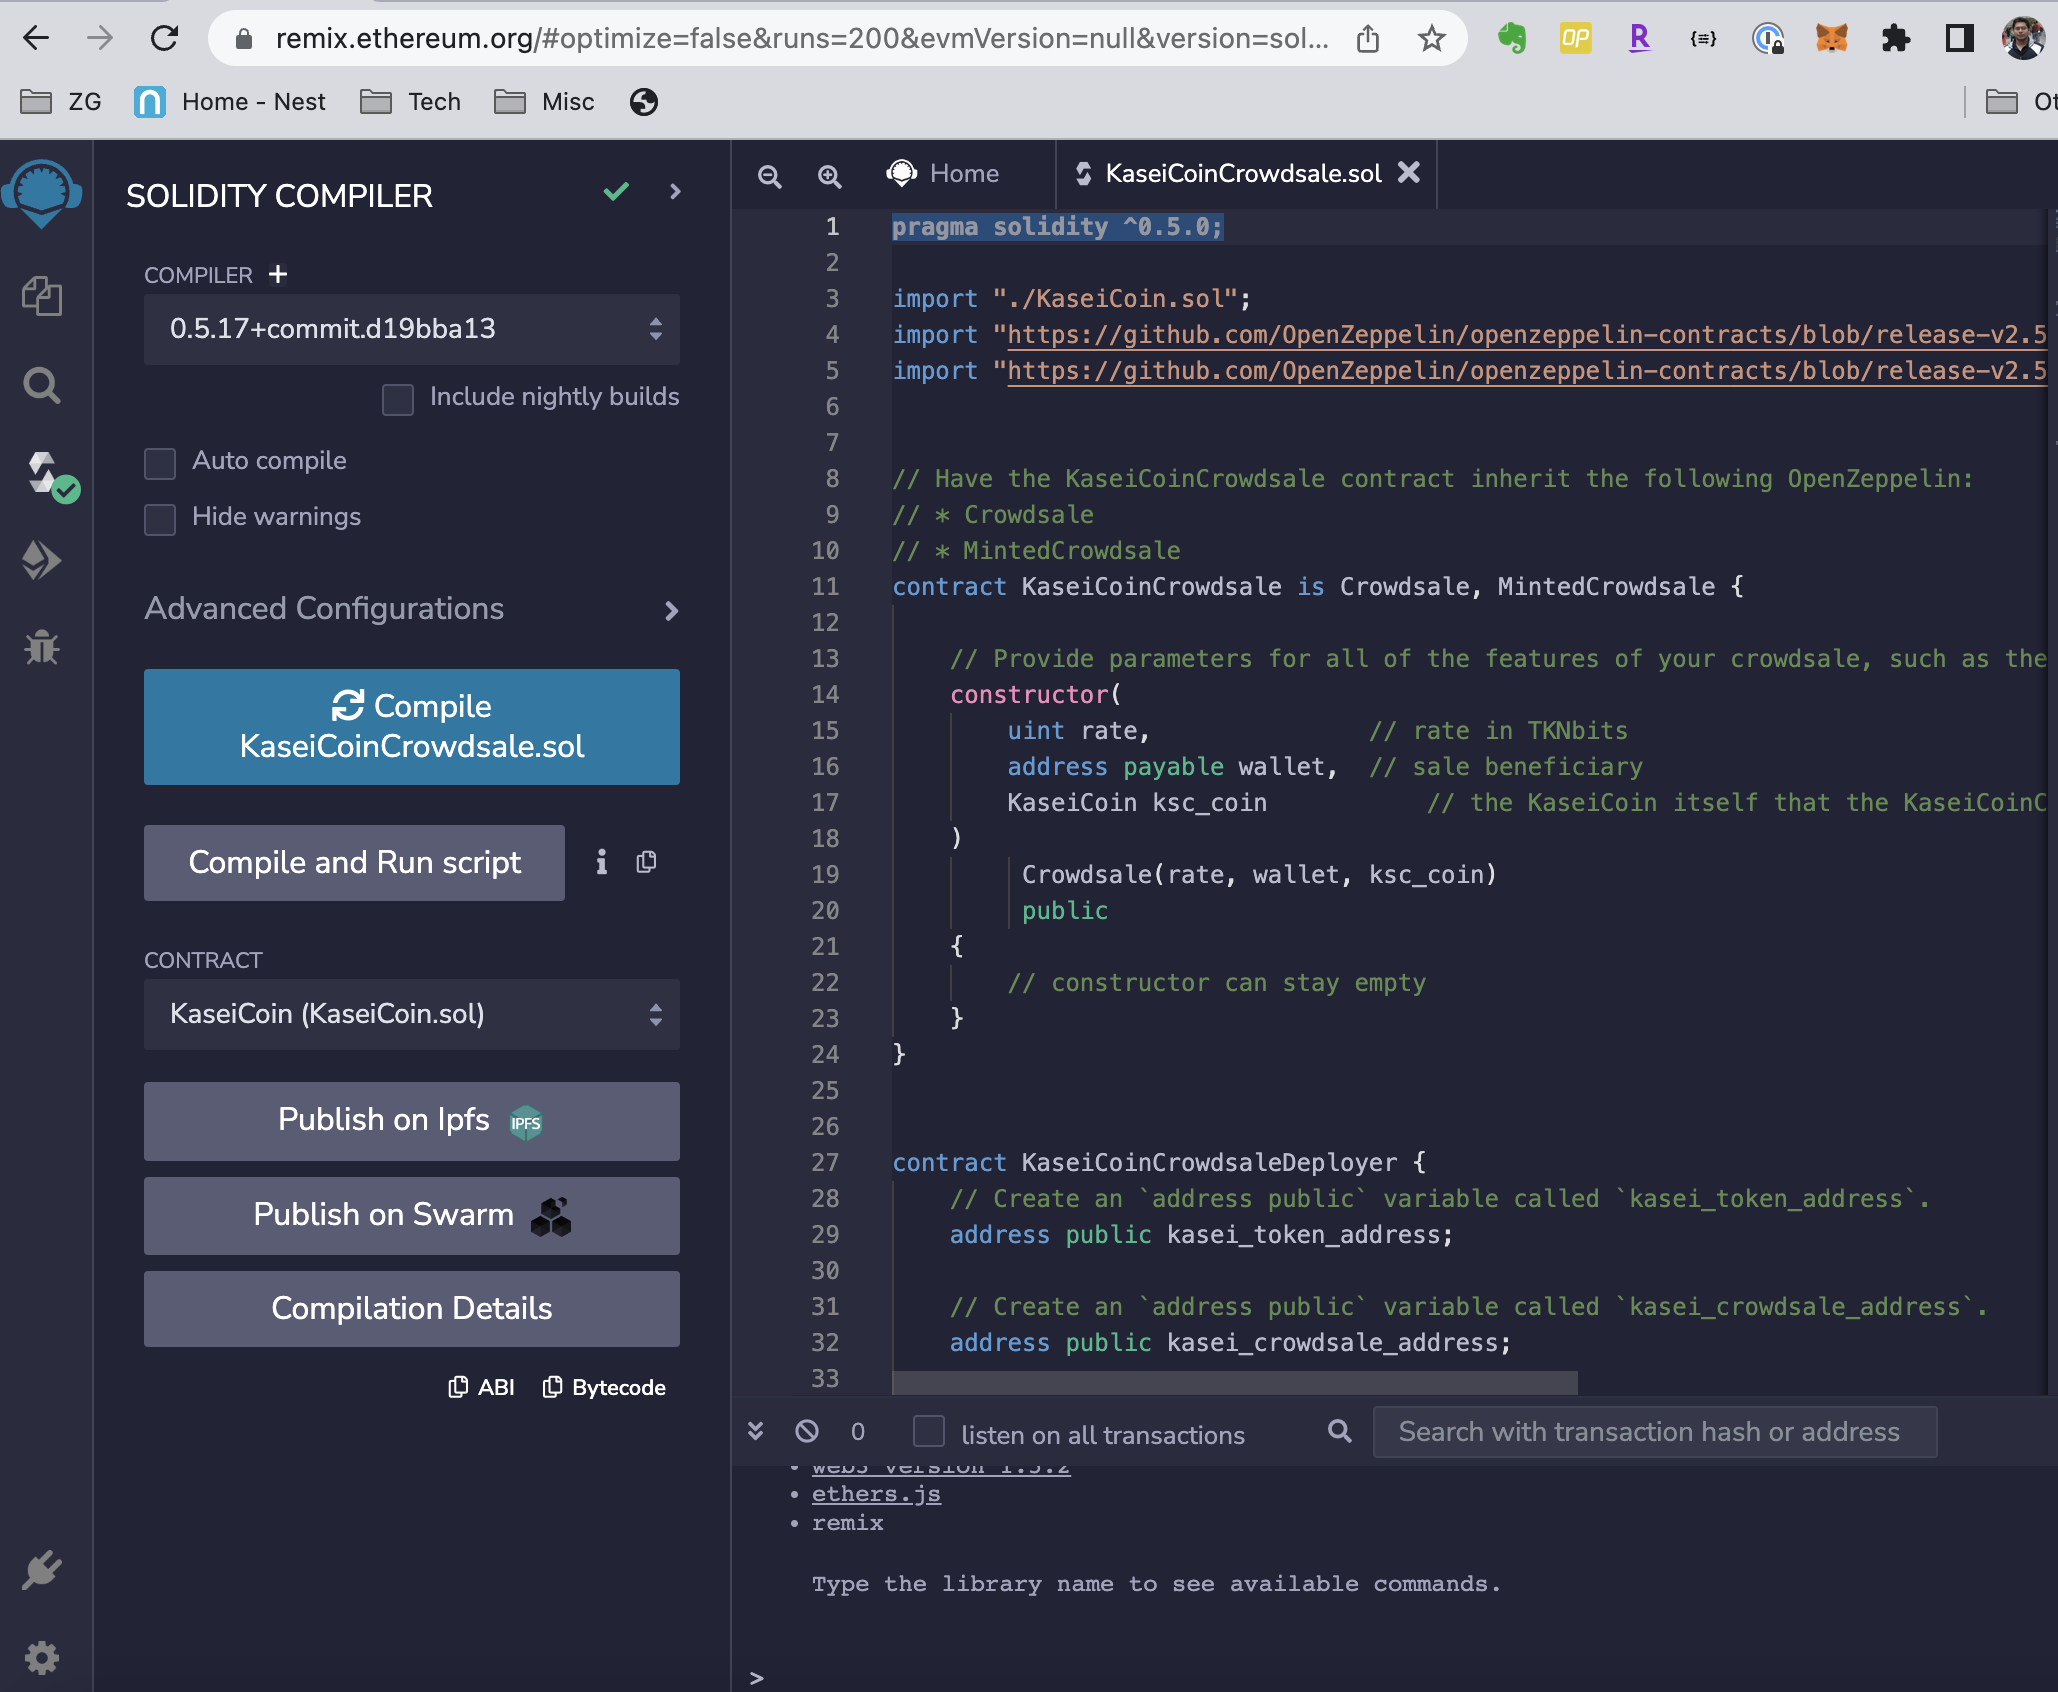 remix.ethereum.org/#optimize=false&runs=200&evmVersion=null&version=sol...
OP
R
{≡}
ZG
Home - Nest
Tech
Misc
SOLIDITY COMPILER
COMPILER +
0.5.17+commit.d19bba13
Include nightly builds
Auto compile
Hide warnings
Advanced Configurations
Compile
KaseiCoinCrowdsale.sol
Compile and Run script
CONTRACT
KaseiCoin (KaseiCoin.sol)
Publish on Ipfs IPFS
Publish on Swarm
Compilation Details
ABI Bytecode
Home
KaseiCoinCrowdsale.sol
1 pragma solidity ^0.5.0;
2
3 import "./KaseiCoin.sol";
4 import "https://github.com/OpenZeppelin/openzeppelin-contracts/blob/release-v2.5
5 import "https://github.com/OpenZeppelin/openzeppelin-contracts/blob/release-v2.5
6
7
8 // Have the KaseiCoinCrowdsale contract inherit the following OpenZeppelin:
9 // * Crowdsale
10 // * MintedCrowdsale
11 contract KaseiCoinCrowdsale is Crowdsale, MintedCrowdsale {
12
13 // Provide parameters for all of the features of your crowdsale, such as the
14 constructor(
15 uint rate, // rate in TKNbits
16 address payable wallet, // sale beneficiary
17 KaseiCoin ksc_coin // the KaseiCoin itself that the KaseiCoinC
18 )
19 Crowdsale(rate, wallet, ksc_coin)
20 public
21 {
22 // constructor can stay empty
23 }
24 }
25
26
27 contract KaseiCoinCrowdsaleDeployer {
28 // Create an `address public` variable called `kasei_token_address`.
29 address public kasei_token_address;
30
31 // Create an `address public` variable called `kasei_crowdsale_address`.
32 address public kasei_crowdsale_address;
33
0 listen on all transactions Search with transaction hash or address
• web3 version 1.5.2
• ethers.js
• remix
Type the library name to see available commands.
>